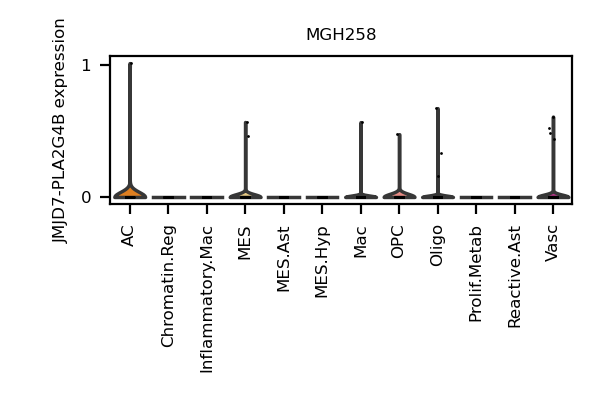 MGH258
JMJD7-PLA2G4B expression
1
0
AC
Chromatin.Reg
Inflammatory.Mac
MES
MES.Ast
MES.Hyp
Mac
OPC
Oligo
Prolif.Metab
Reactive.Ast
Vasc